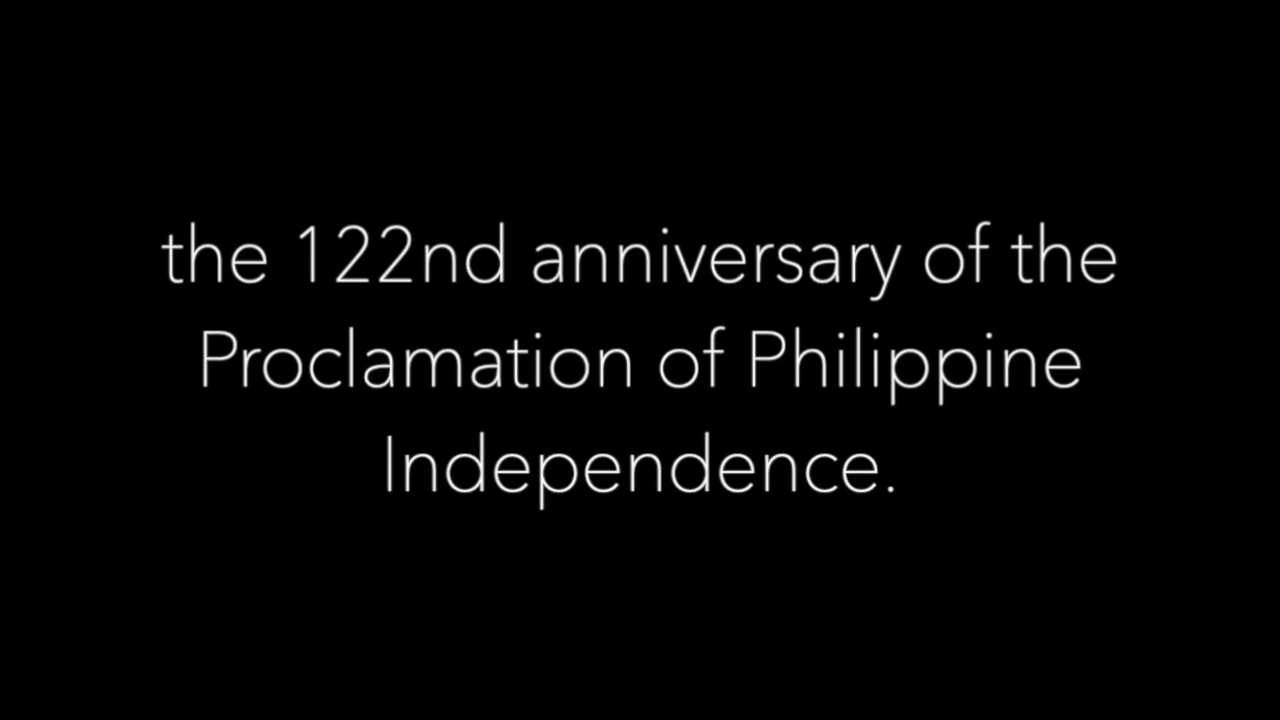 the 122nd anniversary of the
Proclamation of Philippine
Independence.